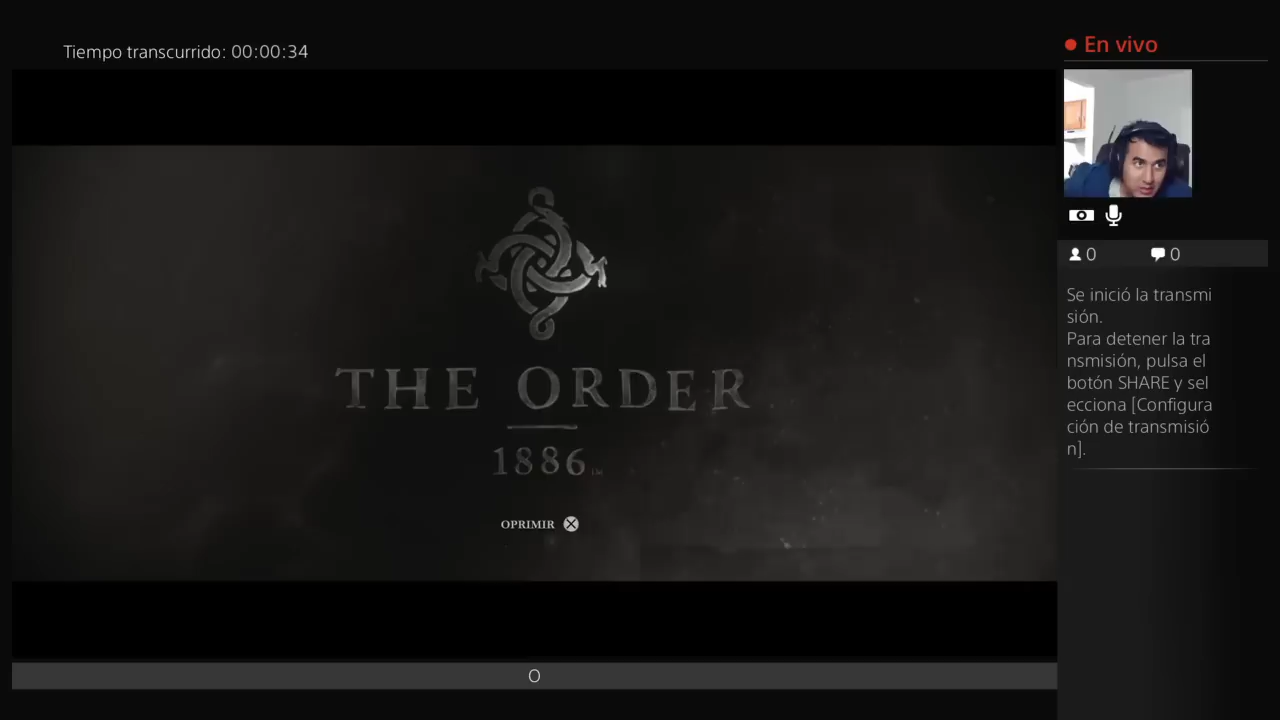 Tiempo transcurrido: 00:00:34
En vivo
THE ORDER
1886™
OPRIMIR
0 0
Se inició la transmi
sión.
Para detener la tra
nsmisión, pulsa el
botón SHARE y sel
ecciona [Configura
ción de transmisió
n].
O